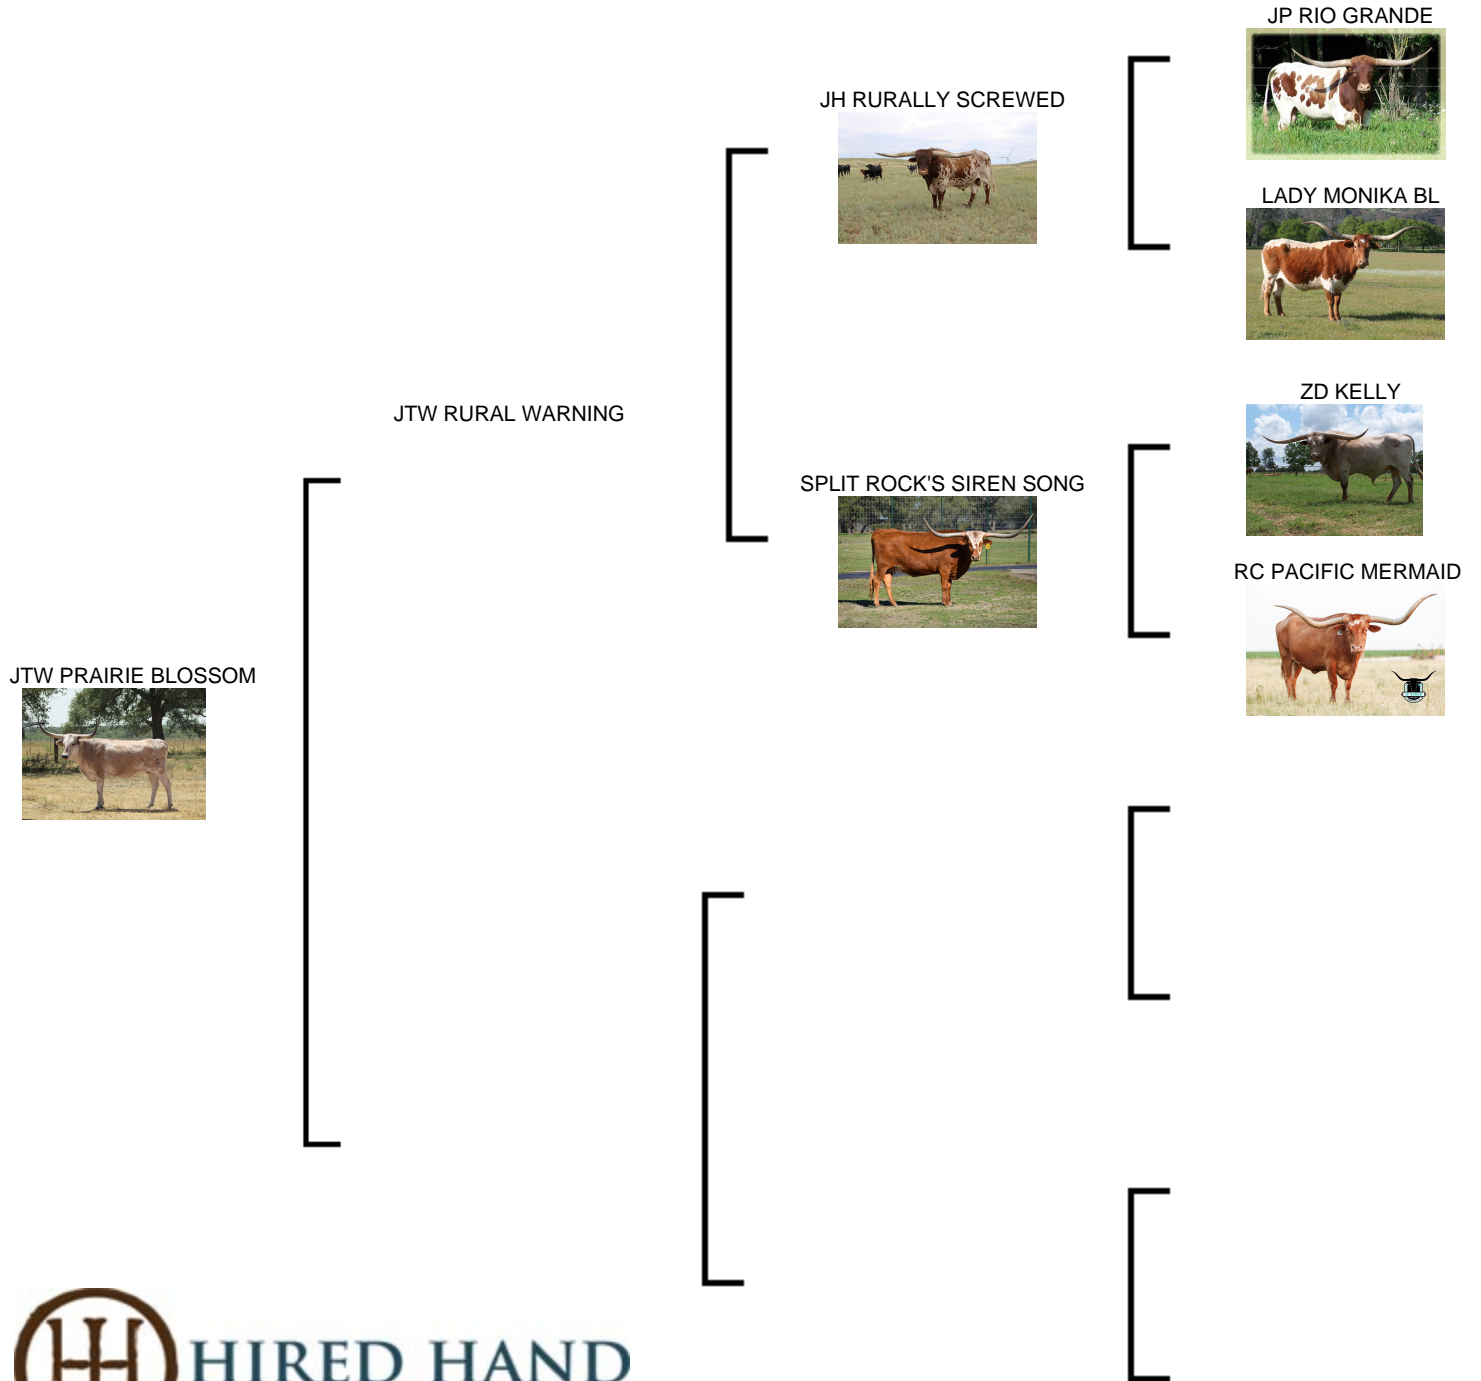 JP RIO GRANDE
JH RURALLY SCREWED
LADY MONIKA BL
ZD KELLY
JTW RURAL WARNING
SPLIT ROCK'S SIREN SONG
RC PACIFIC MERMAID
JTW PRAIRIE BLOSSOM
HIRED HAND